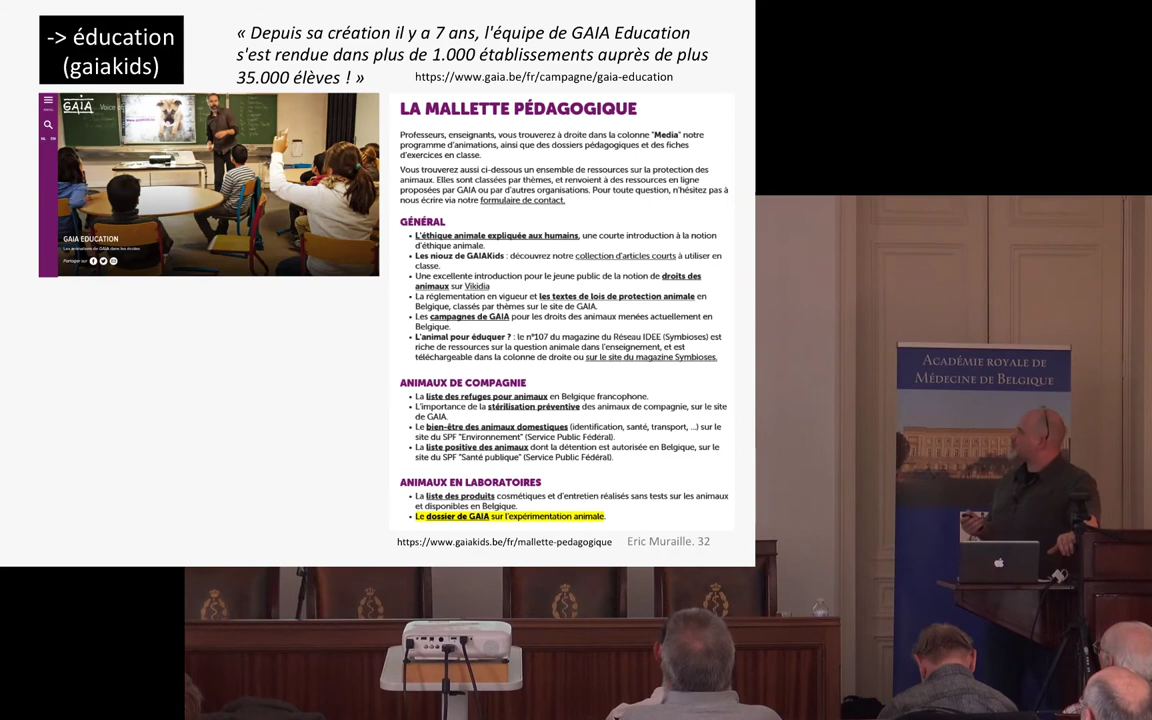 -> éducation
(gaiakids)
« Depuis sa création il y a 7 ans, l'équipe de GAIA Education
s'est rendue dans plus de 1.000 établissements auprès de plus
35.000 élèves ! »
https://www.gaia.be/fr/campagne/gaia-education
GAIA
Voice
GAIA EDUCATION
Les animations de GAIA dans les écoles
Partager sur
LA MALLETTE PÉDAGOGIQUE
Professeurs, enseignants, vous trouverez à droite dans la colonne "Media" notre
programme d'animations, ainsi que des dossiers pédagogiques et des fiches
d'exercices en classe.
Vous trouverez aussi ci-dessous un ensemble de ressources sur la protection des
animaux. Elles sont classées par thèmes, et renvoient à des ressources en ligne
proposées par GAIA ou par d'autres organisations. Pour toute question, n'hésitez pas à
nous écrire via notre formulaire de contact.
GÉNÉRAL
• L'éthique animale expliquée aux humains, une courte introduction à la notion
d'éthique animale.
• Les niouz de GAIAKids : découvrez notre collection d'articles courts à utiliser en
classe.
• Une excellente introduction pour le jeune public de la notion de droits des
animaux sur Vikidia
• La réglementation en vigueur et les textes de lois de protection animale en
Belgique, classés par thèmes sur le site de GAIA.
• Les campagnes de GAIA pour les droits des animaux menées actuellement en
Belgique.
• L'animal pour éduquer ? : le n°107 du magazine du Réseau IDEE (Symbioses) est
riche de ressources sur la question animale dans l'enseignement, et est
téléchargeable dans la colonne de droite ou sur le site du magazine Symbioses.
ANIMAUX DE COMPAGNIE
• La liste des refuges pour animaux en Belgique francophone.
• L'importance de la stérilisation préventive des animaux de compagnie, sur le site
de GAIA.
• Le bien-être des animaux domestiques (identification, santé, transport, ...) sur le
site du SPF "Environnement" (Service Public Fédéral).
• La liste positive des animaux dont la détention est autorisée en Belgique, sur le
site du SPF "Santé publique" (Service Public Fédéral).
ANIMAUX EN LABORATOIRES
• La liste des produits cosmétiques et d'entretien réalisés sans tests sur les animaux
et disponibles en Belgique.
• Le dossier de GAIA sur l'expérimentation animale.
https://www.gaiakids.be/fr/mallette-pedagogique
Eric Muraille. 32
ACADÉMIE ROYALE DE
MÉDECINE DE BELGIQUE